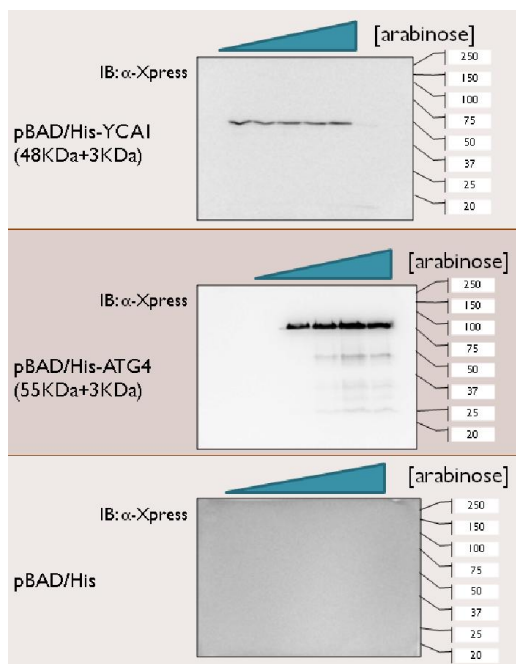 [arabinose]
IB: α-Xpress
250
150
100
75
50
37
25
20
pBAD/His-YCA1
(48KDa+3KDa)
[arabinose]
IB: α-Xpress
250
150
100
75
50
37
25
20
pBAD/His-ATG4
(55KDa+3KDa)
[arabinose]
IB: α-Xpress
250
150
100
75
50
37
25
20
pBAD/His